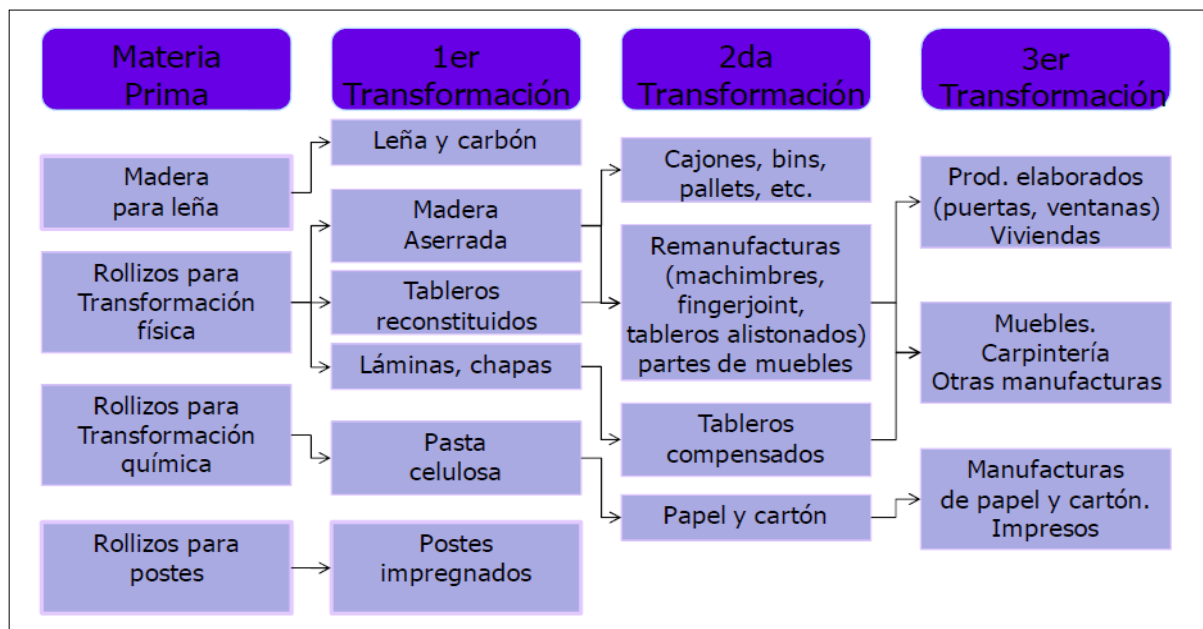 Materia
Prima
1er
Transformación
2da
Transformación
3er
Transformación
Madera
para leña
Rollizos para
Transformación
física
Rollizos para
Transformación
química
Rollizos para
postes
Leña y carbón
Madera
Aserrada
Tableros
reconstituidos
Láminas, chapas
Pasta
celulosa
Postes
impregnados
Cajones, bins,
pallets, etc.
Remanufacturas
(machimbres,
fingerjoint,
tableros alistonados)
partes de muebles
Tableros
compensados
Papel y cartón
Prod. elaborados
(puertas, ventanas)
Viviendas
Muebles.
Carpintería
Otras manufacturas
Manufacturas
de papel y cartón.
Impresos